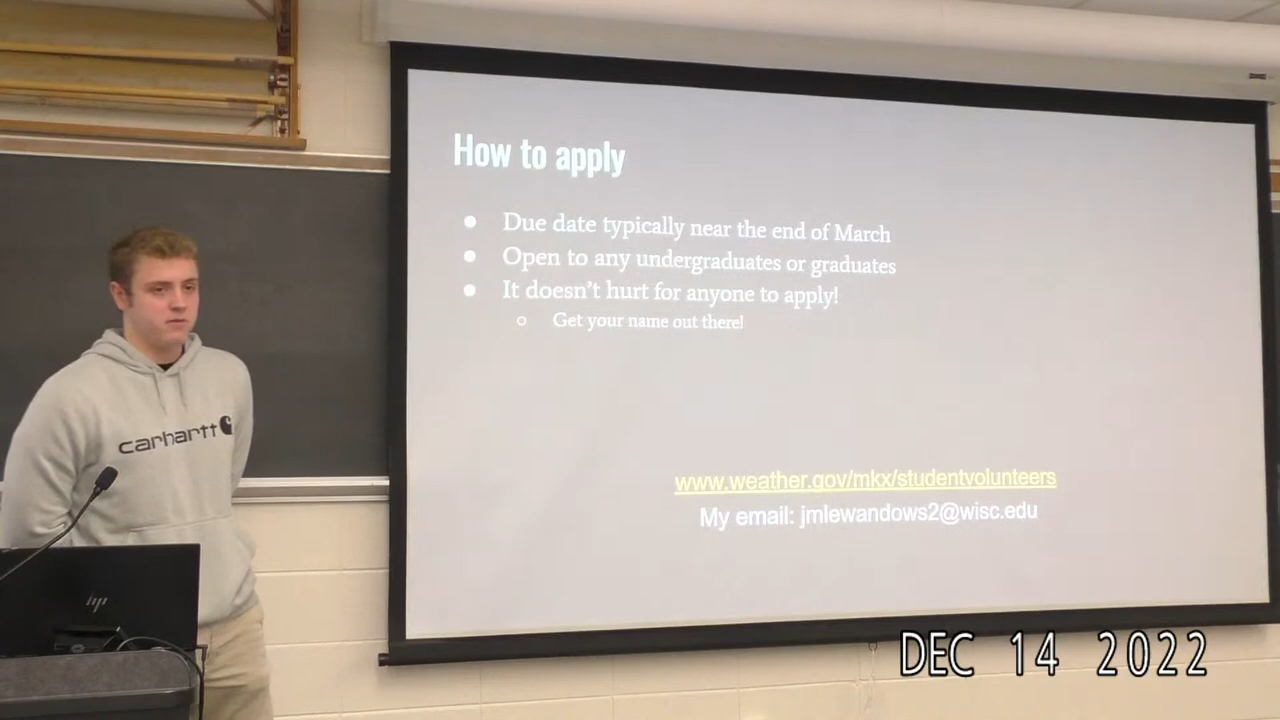 How to apply
Due date typically near the end of March
Open to any undergraduates or graduates
It doesn't hurt for anyone to apply!
Get your name out there!
www.weather.gov/mkx/studentvolunteers
My email: jmlewandows2@wisc.edu
carhartt
hp
DEC 14 2022